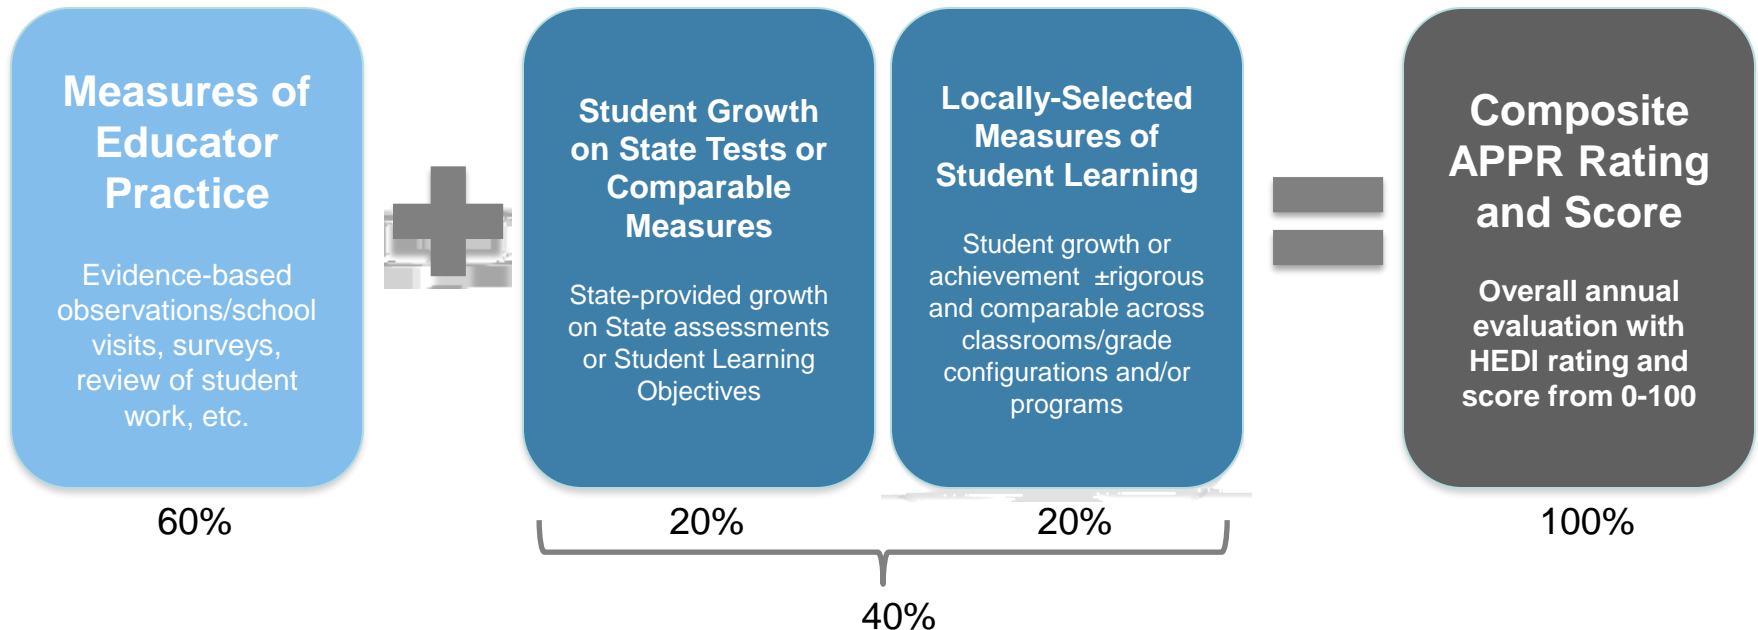 Measures of
Educator
Practice
Evidence-based
observations/school
visits, surveys,
review of student
work, etc.
60%
Student Growth
on State Tests or
Comparable
Measures
State-provided growth
on State assessments
or Student Learning
Objectives
20%
Locally-Selected
Measures of
Student Learning
Student growth or
achievement ±rigorous
and comparable across
classrooms/grade
configurations and/or
programs
20%
40%
Composite
APPR Rating
and Score
Overall annual
evaluation with
HEDI rating and
score from 0-100
100%